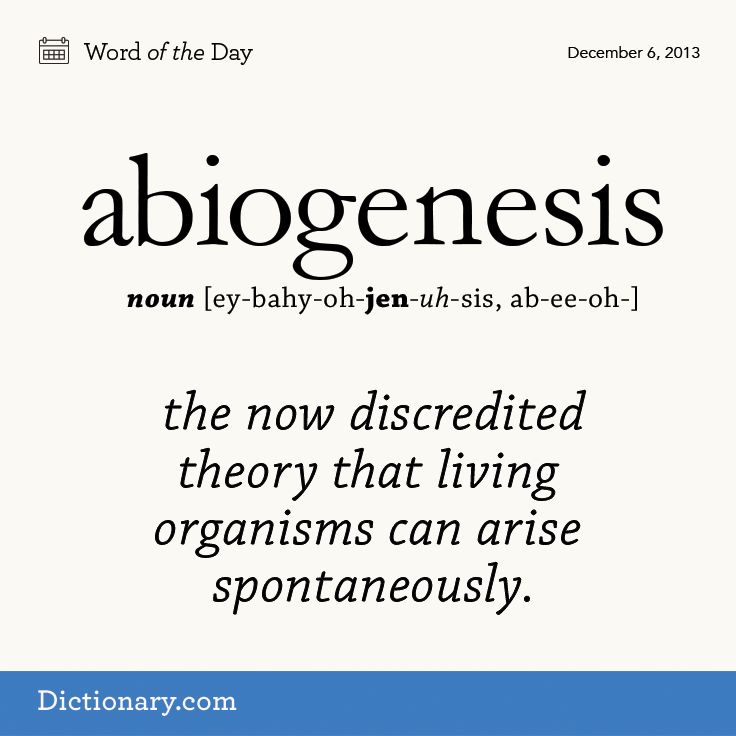 Word of the Day
December 6, 2013
abiogenesis
noun [ey-bahy-oh-jen-uh-sis, ab-ee-oh-]
the now discredited
theory that living
organisms can arise
spontaneously.
Dictionary.com